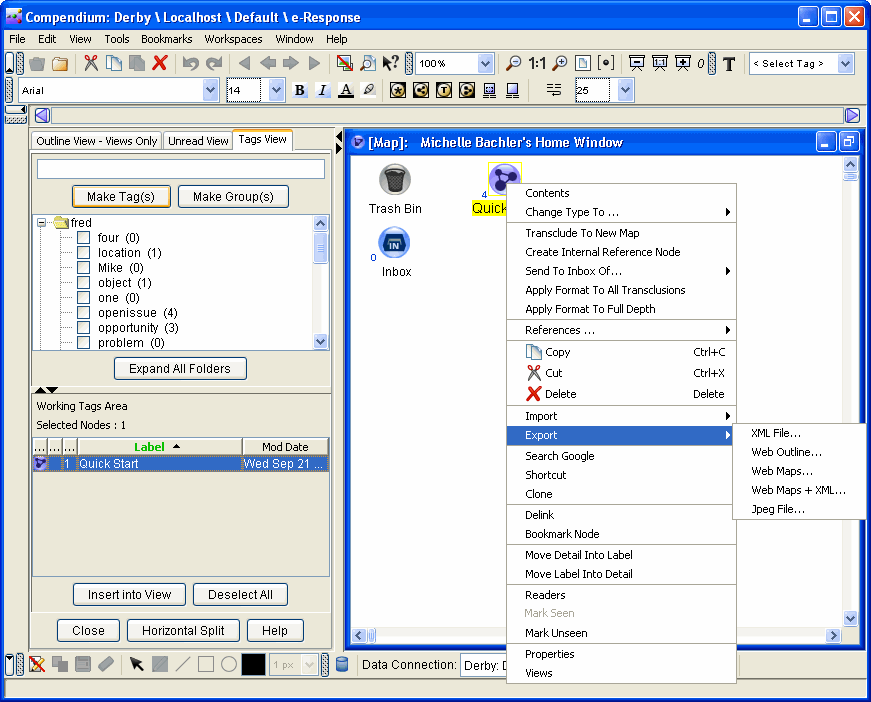 Compendium: Derby \ Localhost \ Default \ e-Response
File Edit View Tools Bookmarks Workspaces Window Help
100% 1:1 0 T < Select Tag >
Arial 14 B I A 25
Outline View - Views Only Unread View Tags View
Make Tag(s) Make Group(s)
fred
four (0)
location (1)
Mike (0)
object (1)
one (0)
openissue (4)
opportunity (3)
problem (0)
Expand All Folders
Working Tags Area
Selected Nodes : 1
... ... ... Label Mod Date
1 Quick Start Wed Sep 21 ...
Insert into View Deselect All
Close Horizontal Split Help
[Map]: Michelle Bachler's Home Window
Trash Bin
4
Quick
IN
0
Inbox
Contents
Change Type To ...
Transclude To New Map
Create Internal Reference Node
Send To Inbox Of...
Apply Format To All Transclusions
Apply Format To Full Depth
References ...
Copy Ctrl+C
Cut Ctrl+X
Delete Delete
Import
Export
Search Google
Shortcut
Clone
Delink
Bookmark Node
Move Detail Into Label
Move Label Into Detail
Readers
Mark Seen
Mark Unseen
Properties
Views
XML File...
Web Outline...
Web Maps...
Web Maps + XML...
Jpeg File...
1 px Data Connection: Derby: